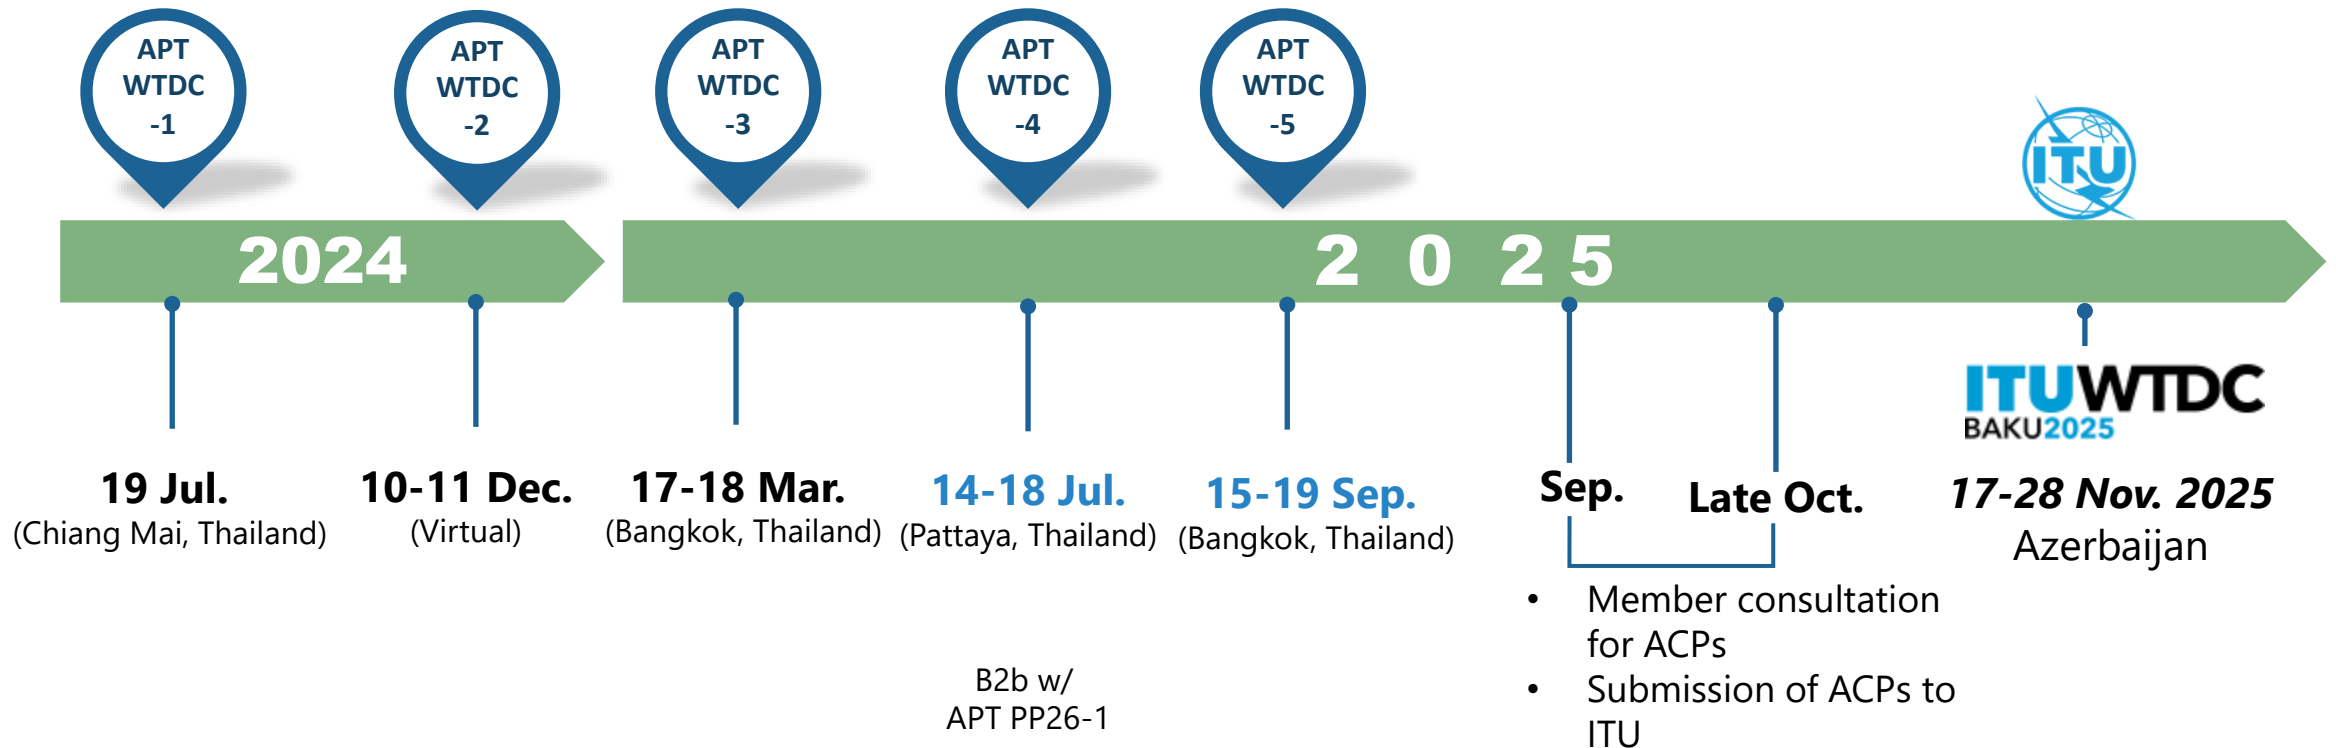 APT
WTDC
-1
APT
WTDC
-2
APT
WTDC
-3
APT
WTDC
-4
APT
WTDC
-5
ITU
2024
2 0 2 5
ITUWTDC
BAKU2025
19 Jul.
(Chiang Mai, Thailand)
10-11 Dec.
(Virtual)
17-18 Mar.
(Bangkok, Thailand)
14-18 Jul.
(Pattaya, Thailand)
15-19 Sep.
(Bangkok, Thailand)
Sep.
Late Oct.
17-28 Nov. 2025
Azerbaijan
• Member consultation
for ACPs
• Submission of ACPs to
ITU
B2b w/
APT PP26-1